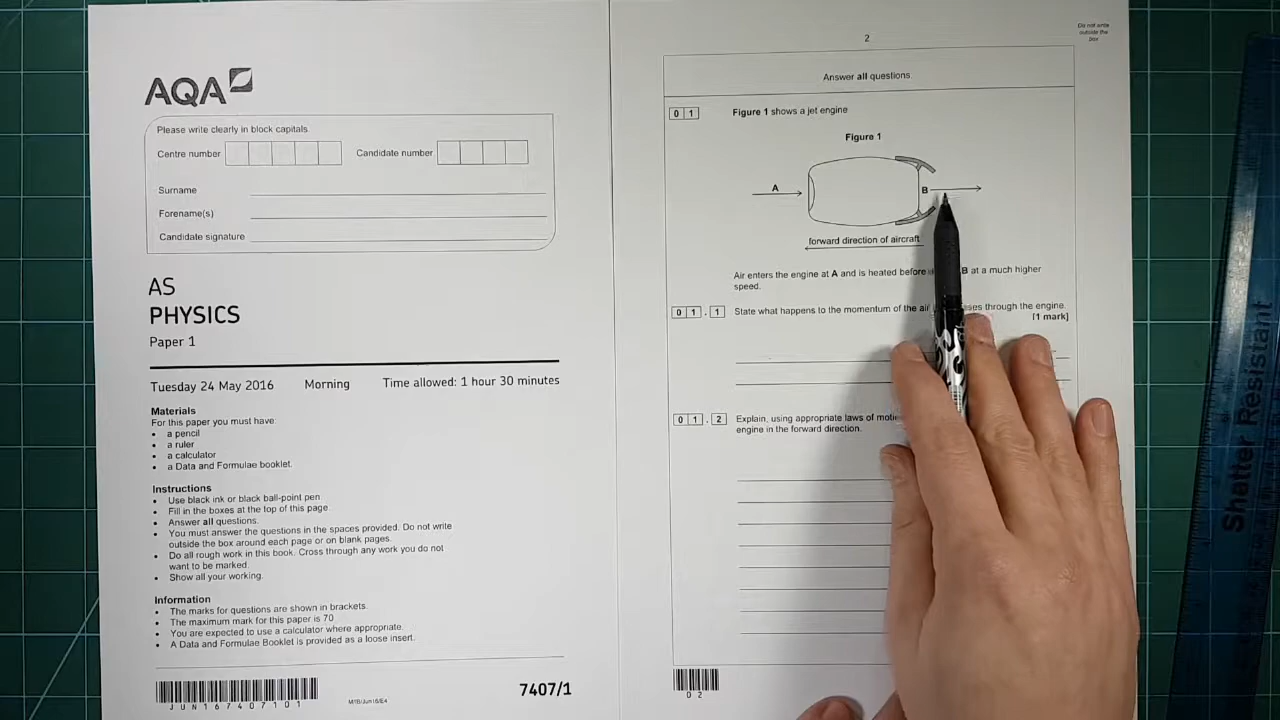 AQA
Please write clearly in block capitals.
Centre number
Candidate number
Surname
Forename(s)
Candidate signature
AS
PHYSICS
Paper 1
Tuesday 24 May 2016 Morning Time allowed: 1 hour 30 minutes
Materials
For this paper you must have:
• a pencil
• a ruler
• a calculator
• a Data and Formulae booklet.
Instructions
• Use black ink or black ball-point pen
• Fill in the boxes at the top of this page
• Answer all questions.
• You must answer the questions in the spaces provided. Do not write
outside the box around each page or on blank pages.
• Do all rough work in this book. Cross through any work you do not
want to be marked.
• Show all your working.
Information
• The marks for questions are shown in brackets.
• The maximum mark for this paper is 70
• You are expected to use a calculator where appropriate.
• A Data and Formulae Booklet is provided as a loose insert.
JUN167407101
7407/1
2
Do not write
outside the
box
Answer all questions.
0 1 Figure 1 shows a jet engine
Figure 1
A
B
forward direction of aircraft
Air enters the engine at A and is heated before B at a much higher
speed.
0 1 . 1 State what happens to the momentum of the air through the engine.
[1 mark]
0 1 . 2 Explain, using appropriate laws of
engine in the forward direction.
0 2
Shatter Resistant